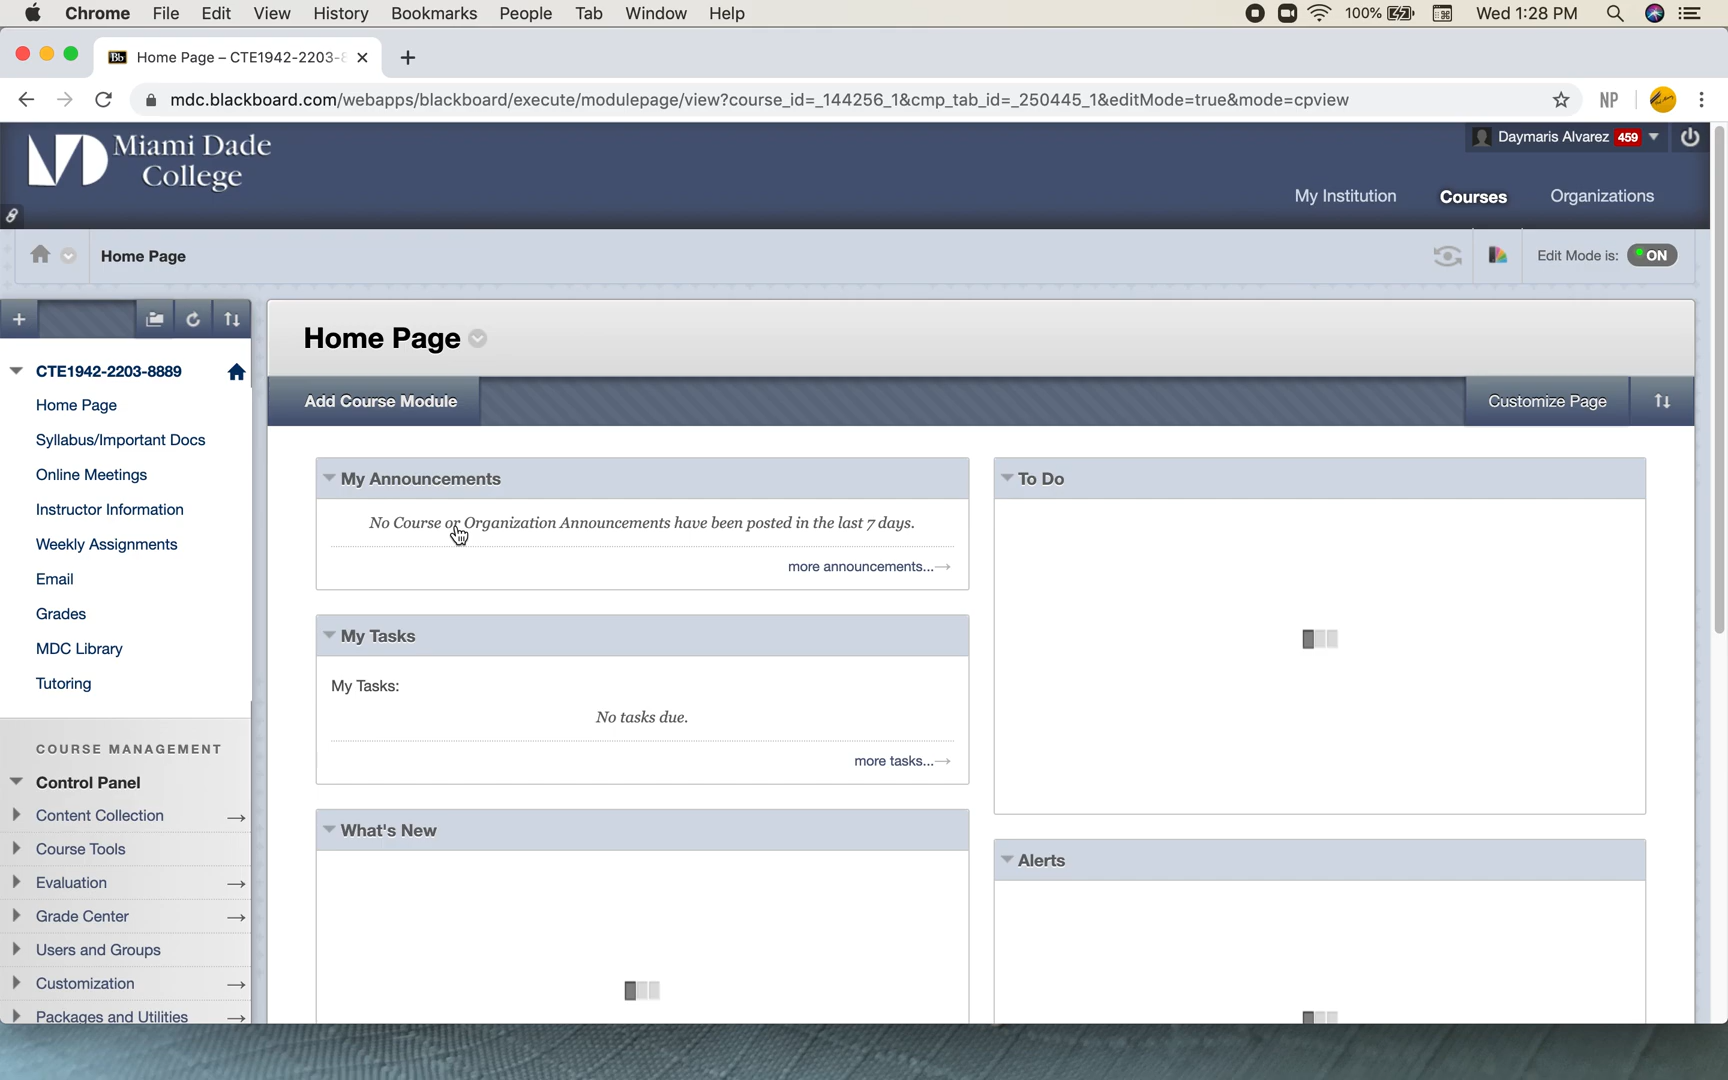 Chrome File Edit View History Bookmarks People Tab Window Help 100% Wed 1:28 PM
Bb Home Page – CTE1942-2203-8
mdc.blackboard.com/webapps/blackboard/execute/modulepage/view?course_id=_144256_1&cmp_tab_id=_250445_1&editMode=true&mode=cpview NP
Miami Dade
College
Daymaris Alvarez 459
My Institution Courses Organizations
Home Page Edit Mode is: ON
CTE1942-2203-8889
Home Page
Syllabus/Important Docs
Online Meetings
Instructor Information
Weekly Assignments
Email
Grades
MDC Library
Tutoring
COURSE MANAGEMENT
Control Panel
Content Collection
Course Tools
Evaluation
Grade Center
Users and Groups
Customization
Packages and Utilities
Home Page
Add Course Module Customize Page
My Announcements
No Course or Organization Announcements have been posted in the last 7 days.
more announcements...
My Tasks
My Tasks:
No tasks due.
more tasks...
What's New
To Do
Alerts